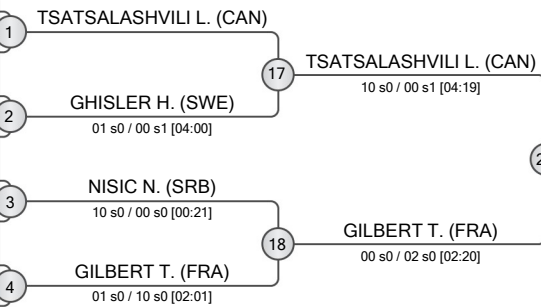 TSATSALASHVILI L. (CAN)
1
17
TSATSALASHVILI L. (CAN)
10 s0 / 00 s1 [04:19]
GHISLER H. (SWE)
2
01 s0 / 00 s1 [04:00]
NISIC N. (SRB)
3
10 s0 / 00 s0 [00:21]
18
GILBERT T. (FRA)
00 s0 / 02 s0 [02:20]
GILBERT T. (FRA)
4
01 s0 / 10 s0 [02:01]